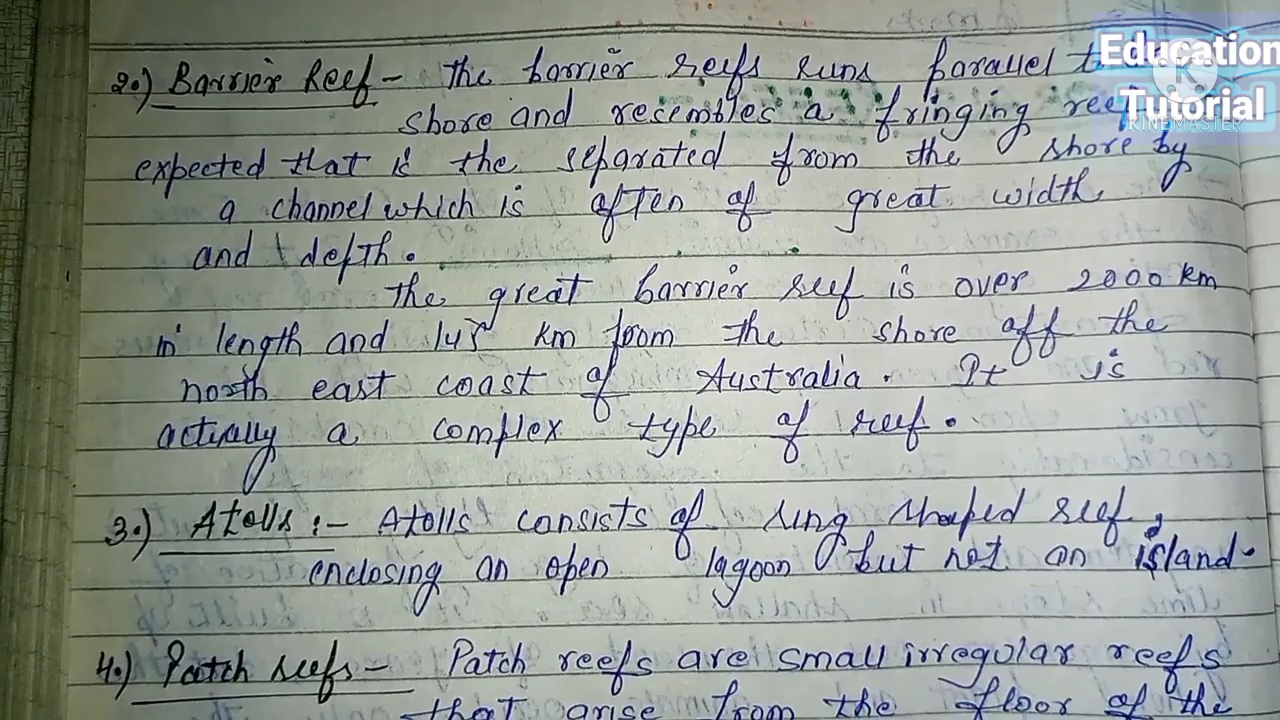 2.) Barrier Reef - the barrier reefs runs parallel t
Education
KINEMASTER
Tutorial
shore and resembles a fringing ree
expected that is the separated from the shore by
a channel which is often of great width
and depth.
the great barrier reef is over 2000 km
in length and 145 km from the shore off the
north east coast of Australia. It is
actually a complex type of reef.
3.) Atolls :- Atolls consists of ring shaped reef,
enclosing an open lagoon but not an island.
4.) Patch reefs - Patch reefs are small irregular reefs
that arise from the floor of the